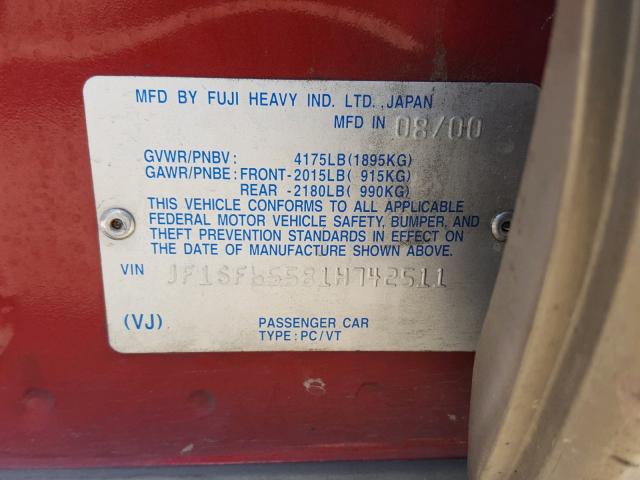 MFD BY FUJI HEAVY IND. LTD., JAPAN
MFD IN 08/00
GVWR/PNBV: 4175LB(1895KG)
GAWR/PNBE: FRONT-2015LB( 915KG)
REAR -2180LB( 990KG)
THIS VEHICLE CONFORMS TO ALL APPLICABLE
FEDERAL MOTOR VEHICLE SAFETY, BUMPER, AND
THEFT PREVENTION STANDARDS IN EFFECT ON
THE DATE OF MANUFACTURE SHOWN ABOVE.
VIN JF1SF65581H742511
(VJ) PASSENGER CAR
TYPE: PC/VT